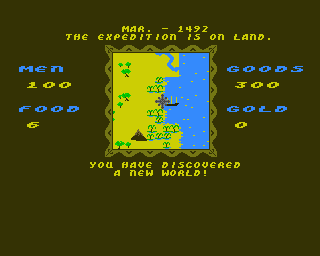 MAR. - 1492
THE EXPEDITION IS ON LAND.
MEN GOODS
100 300
FOOD GOLD
6 0
YOU HAVE DISCOVERED
A NEW WORLD!